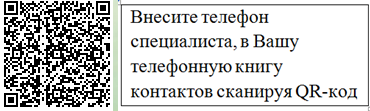 Внесите телефон
специалиста, в Вашу
телефонную книгу
контактов сканируя QR-код